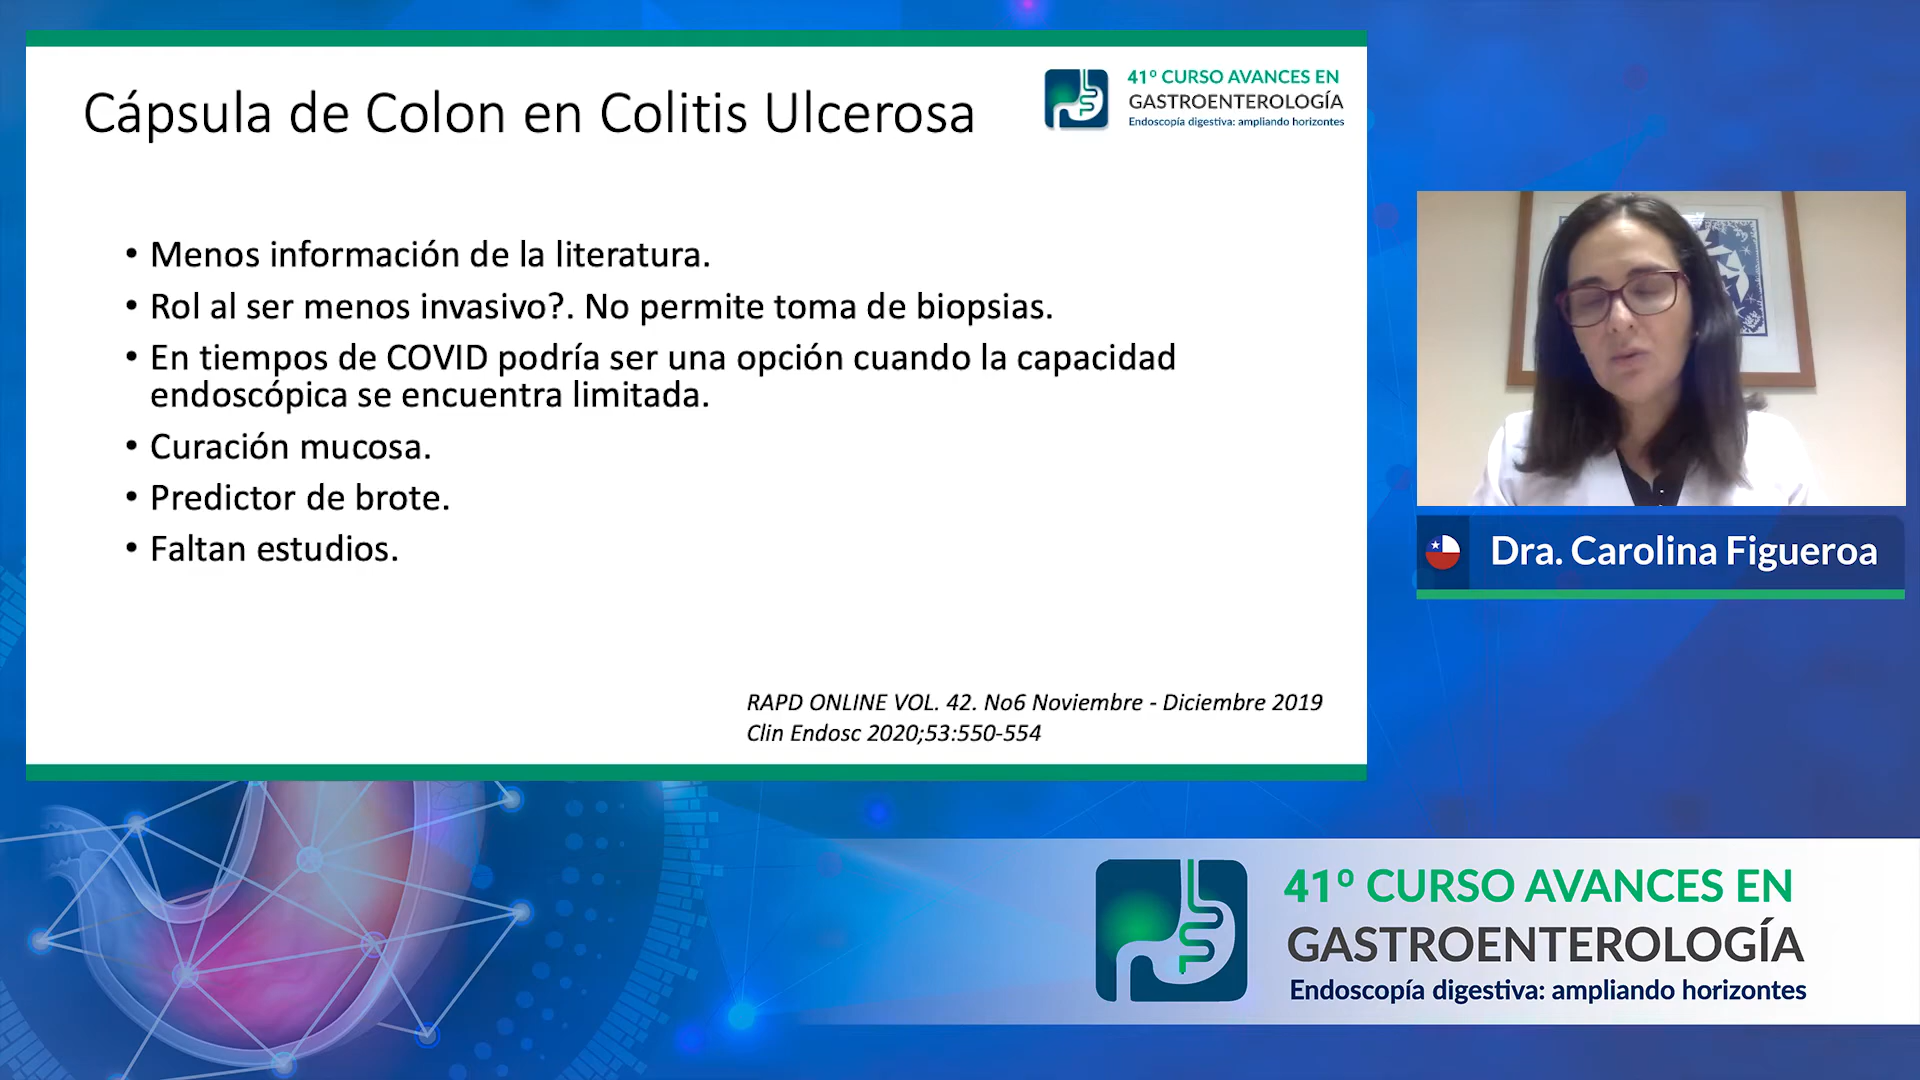 Cápsula de Colon en Colitis Ulcerosa
41º CURSO AVANCES EN
GASTROENTEROLOGÍA
Endoscopía digestiva: ampliando horizontes
• Menos información de la literatura.
• Rol al ser menos invasivo?. No permite toma de biopsias.
• En tiempos de COVID podría ser una opción cuando la capacidad
endoscópica se encuentra limitada.
• Curación mucosa.
• Predictor de brote.
• Faltan estudios.
RAPD ONLINE VOL. 42. No6 Noviembre - Diciembre 2019
Clin Endosc 2020;53:550-554
Dra. Carolina Figueroa
41º CURSO AVANCES EN
GASTROENTEROLOGÍA
Endoscopía digestiva: ampliando horizontes